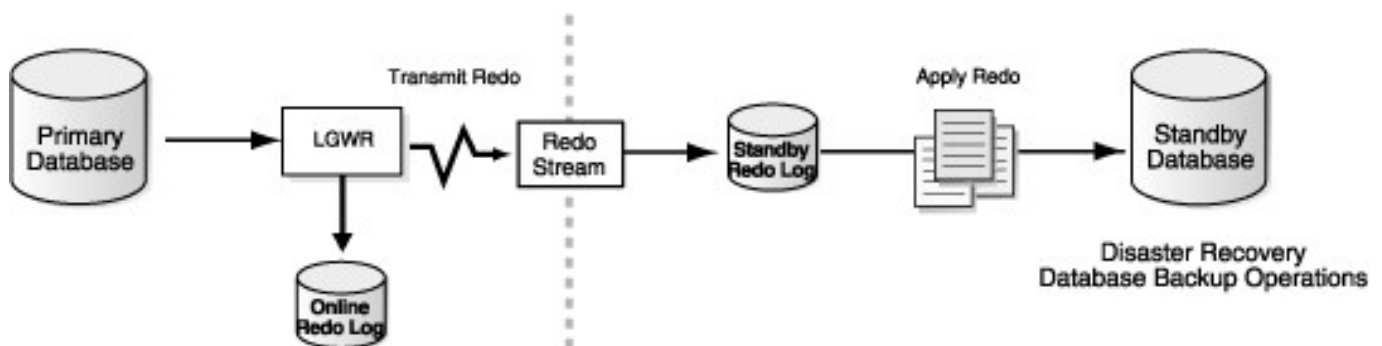 Primary
Database
LGWR
Transmit Redo
Redo
Stream
Online
Redo Log
Standby
Redo Log
Apply Redo
Standby
Database
Disaster Recovery
Database Backup Operations